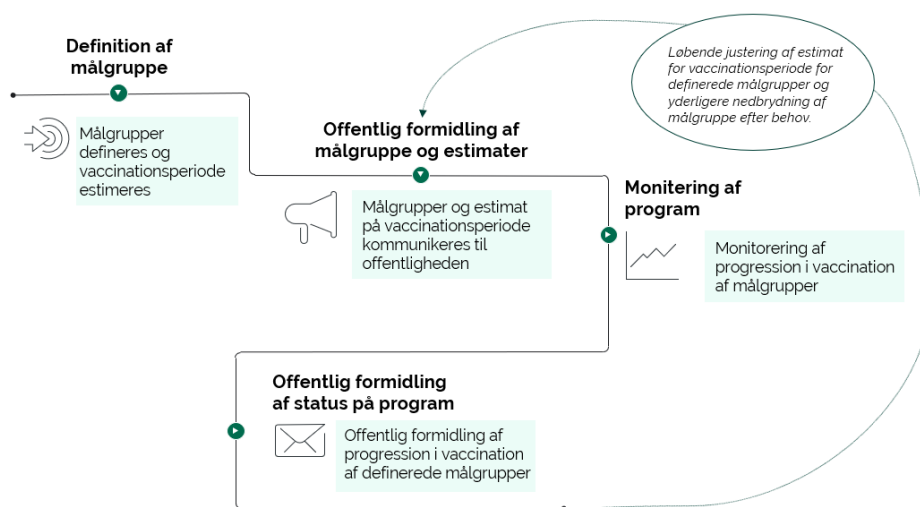 Definition af
målgruppe
Målgrupper
defineres og
vaccinationsperiode
estimeres
Offentlig formidling af
målgruppe og estimater
Målgrupper og estimat
på vaccinationsperiode
kommunikeres til
offentligheden
Løbende justering af estimat
for vaccinationsperiode for
definerede målgrupper og
yderligere nedbrydning af
målgruppe efter behov.
Monitering af
program
Monitorering af
progression i vaccination
af målgrupper
Offentlig formidling
af status på program
Offentlig formidling af
progression i vaccination
af definerede målgrupper